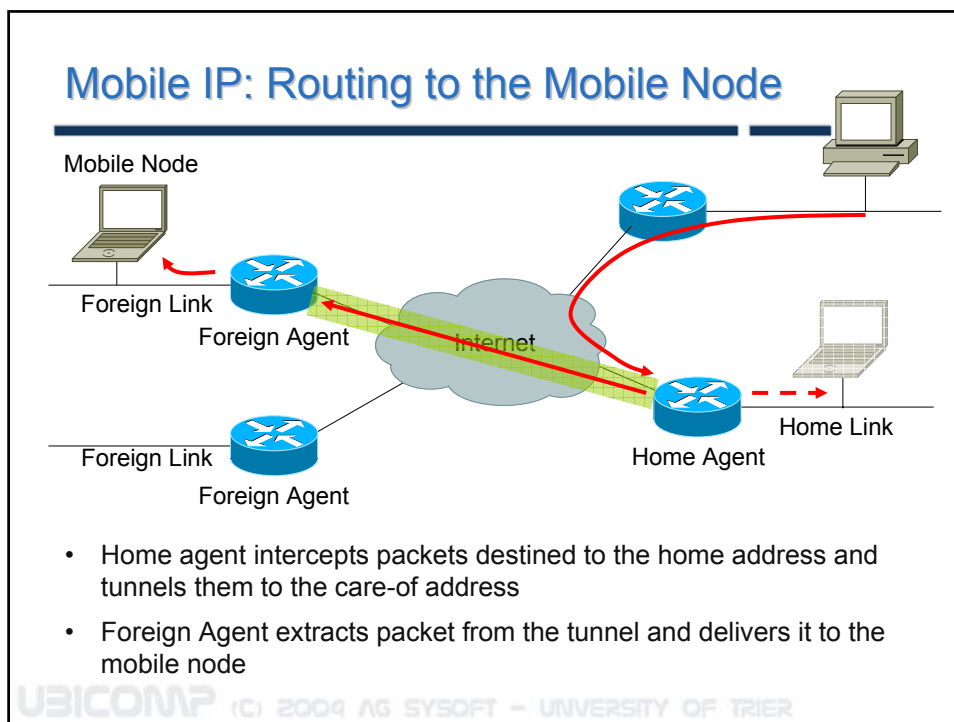 Mobile IP: Routing to the Mobile Node
Mobile Node
Foreign Link
Foreign Agent
Internet
Home Link
Home Agent
Foreign Link
Foreign Agent
• Home agent intercepts packets destined to the home address and
tunnels them to the care-of address
• Foreign Agent extracts packet from the tunnel and delivers it to the
mobile node
UBICOMP (C) 2004 AG SYSOFT – UNIVERSITY OF TRIER